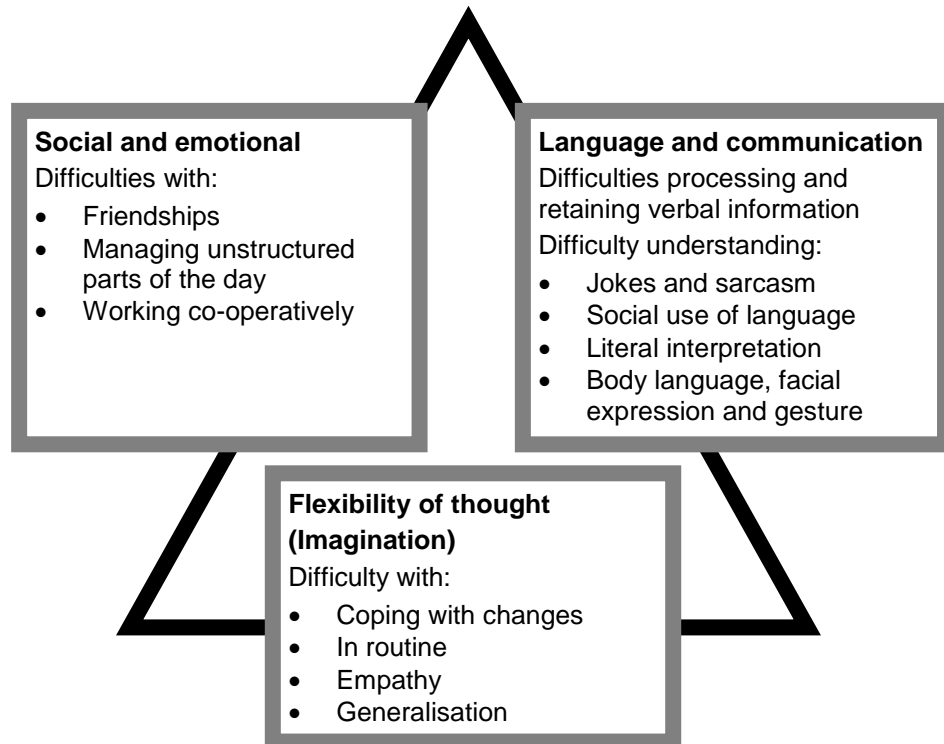 Social and emotional
Difficulties with:
• Friendships
• Managing unstructured
parts of the day
• Working co-operatively
Language and communication
Difficulties processing and
retaining verbal information
Difficulty understanding:
• Jokes and sarcasm
• Social use of language
• Literal interpretation
• Body language, facial
expression and gesture
Flexibility of thought
(Imagination)
Difficulty with:
• Coping with changes
• In routine
• Empathy
• Generalisation